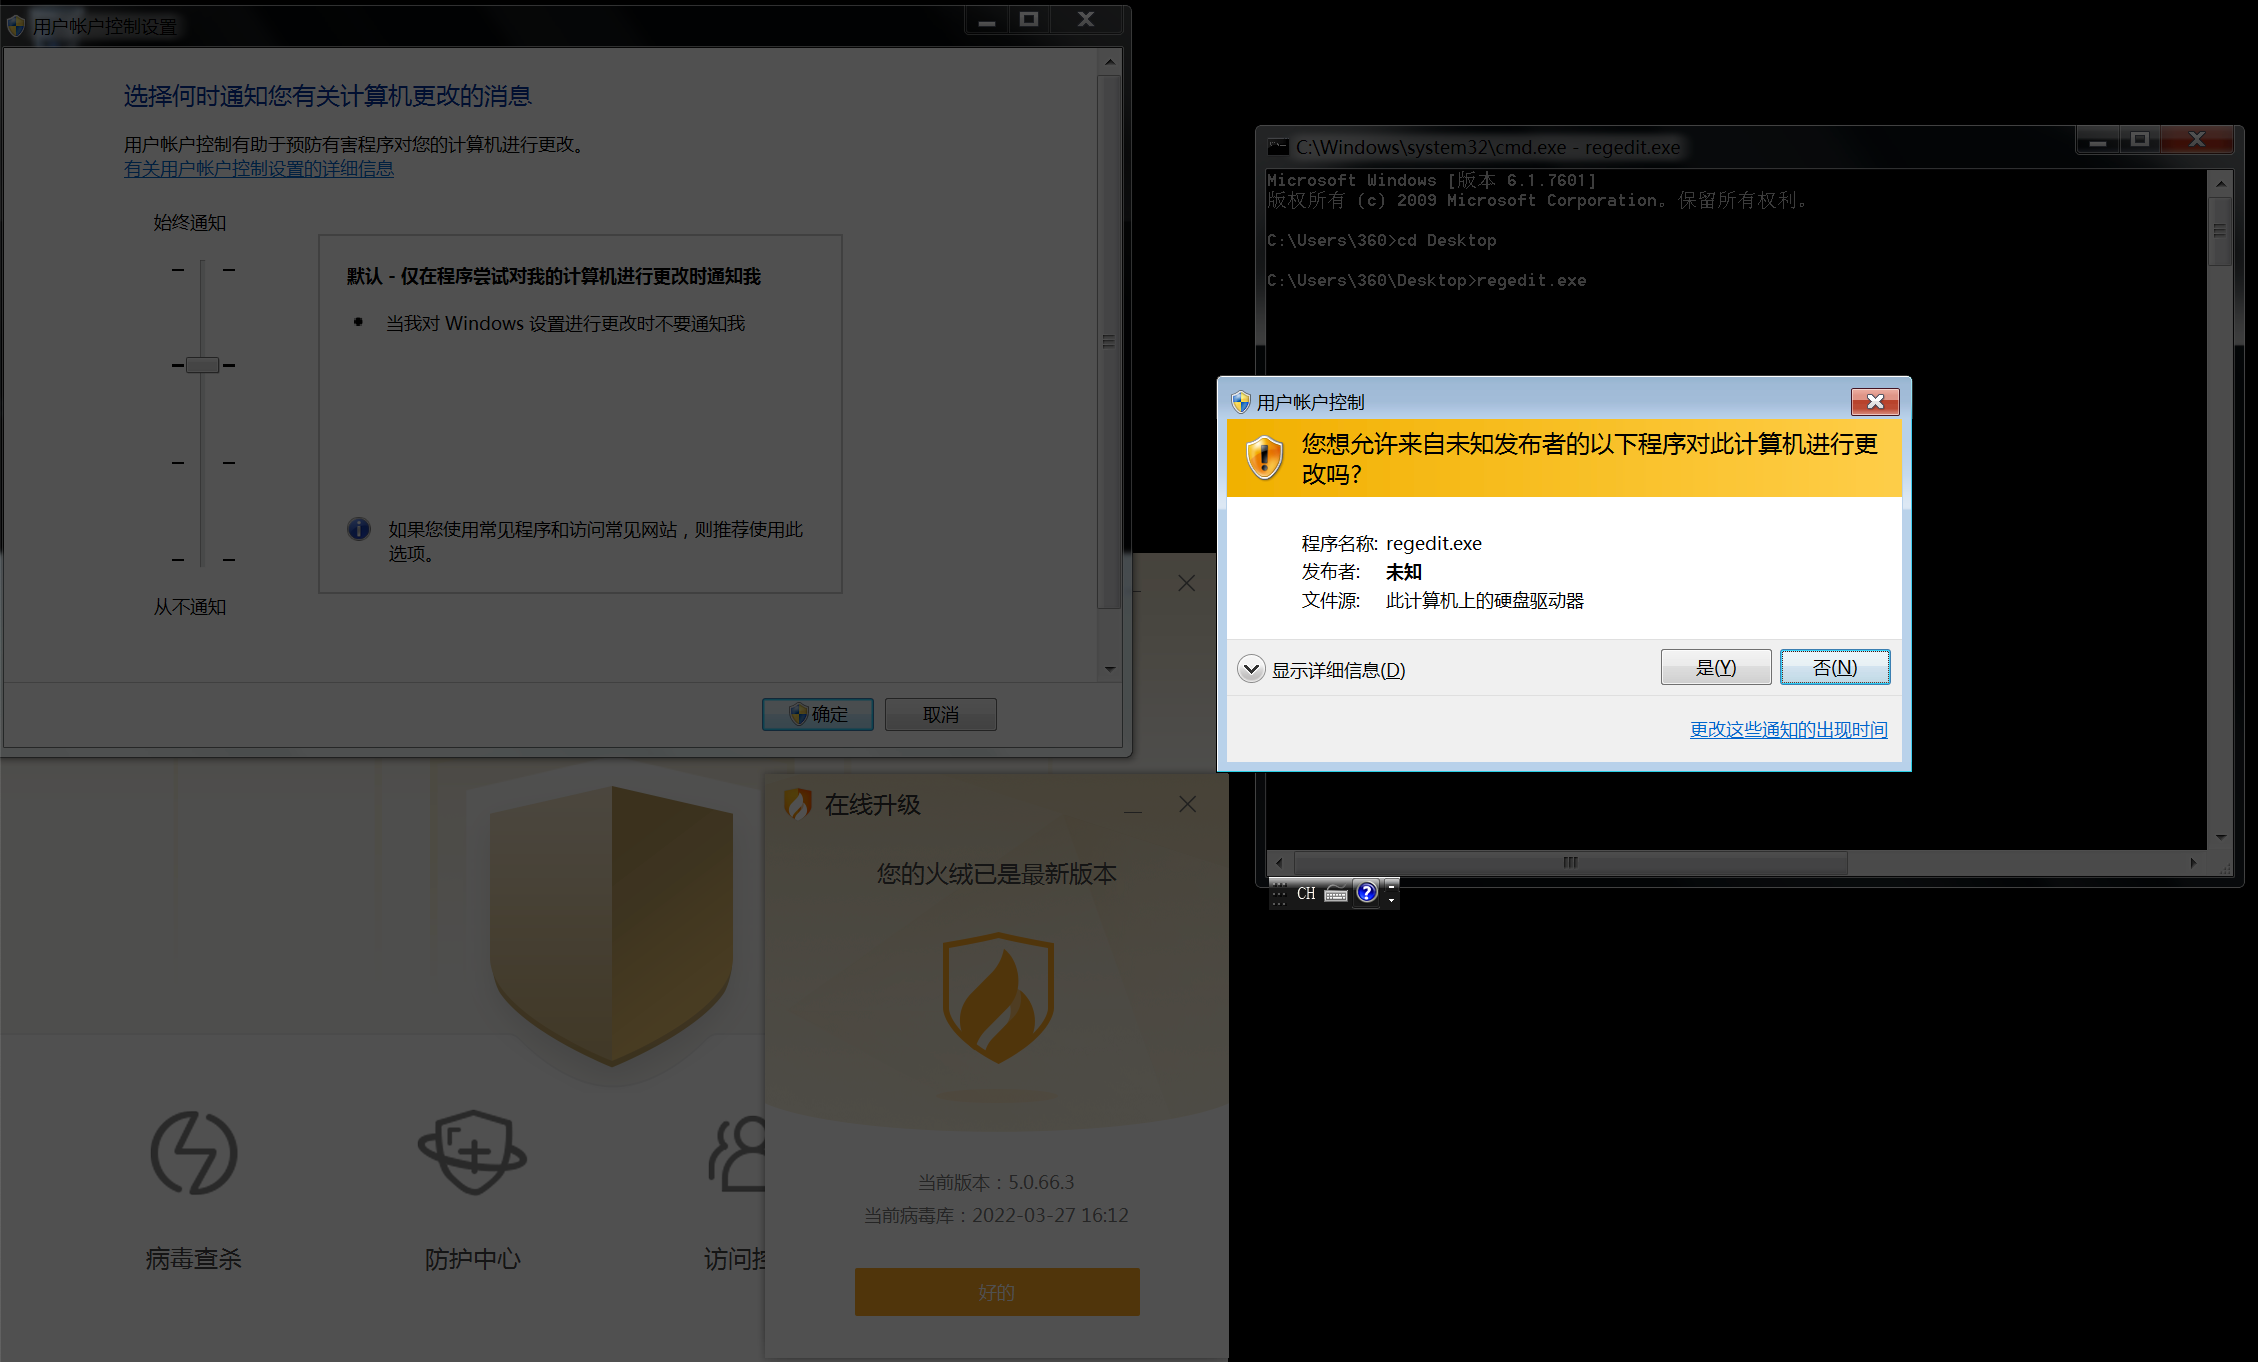 用户帐户控制设置
选择何时通知您有关计算机更改的消息
用户帐户控制有助于预防有害程序对您的计算机进行更改。
有关用户帐户控制设置的详细信息
始终通知
默认 - 仅在程序尝试对我的计算机进行更改时通知我
当我对 Windows 设置进行更改时不要通知我
如果您使用常见程序和访问常见网站，则推荐使用此
选项。
从不通知
确定
取消
C:\Windows\system32\cmd.exe - regedit.exe
Microsoft Windows [版本 6.1.7601]
版权所有 (c) 2009 Microsoft Corporation。保留所有权利。
C:\Users\360>cd Desktop
C:\Users\360\Desktop>regedit.exe
用户帐户控制
您想允许来自未知发布者的以下程序对此计算机进行更
改吗?
程序名称: regedit.exe
发布者: 未知
文件源: 此计算机上的硬盘驱动器
显示详细信息(D)
是(Y)
否(N)
更改这些通知的出现时间
CH
在线升级
您的火绒已是最新版本
当前版本：5.0.66.3
当前病毒库：2022-03-27 16:12
好的
病毒查杀
防护中心
访问控